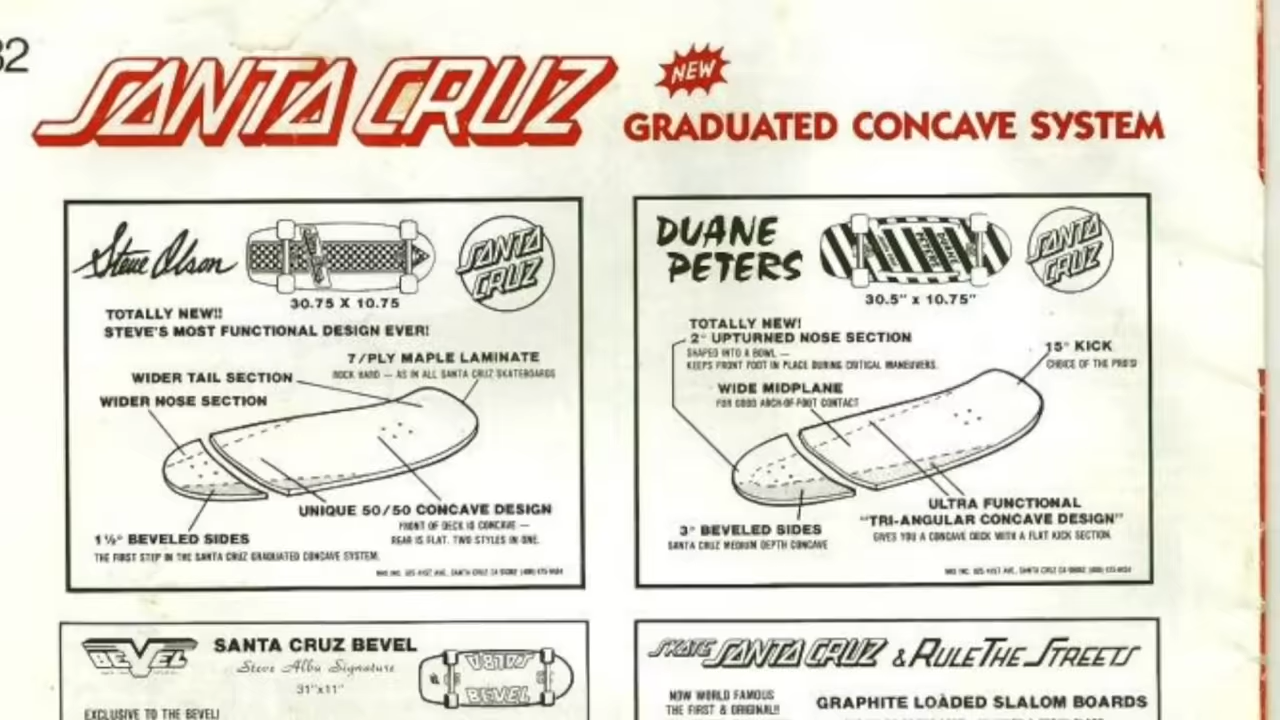 32
SANTA CRUZ
NEW
GRADUATED CONCAVE SYSTEM
Steve Olson
SANTA
CRUZ
30.75 X 10.75
TOTALLY NEW!!
STEVE'S MOST FUNCTIONAL DESIGN EVER!
7/PLY MAPLE LAMINATE
ROCK HARD — AS IN ALL SANTA CRUZ SKATEBOARDS
WIDER TAIL SECTION
WIDER NOSE SECTION
UNIQUE 50/50 CONCAVE DESIGN
FRONT OF DECK IS CONCAVE —
REAR IS FLAT. TWO STYLES IN ONE.
1½° BEVELED SIDES
THE FIRST STEP IN THE SANTA CRUZ GRADUATED CONCAVE SYSTEM.
DUANE
PETERS
SANTA
CRUZ
30.5" x 10.75"
TOTALLY NEW!
2° UPTURNED NOSE SECTION
SHAPED INTO A BOWL —
KEEPS FRONT FOOT IN PLACE DURING CRITICAL MANEUVERS.
15° KICK
CHOICE OF THE PROS!
WIDE MIDPLANE
FOR GOOD ARCH-OF-FOOT CONTACT
ULTRA FUNCTIONAL
"TRI-ANGULAR CONCAVE DESIGN"
GIVES YOU A CONCAVE DECK WITH A FLAT KICK SECTION.
3° BEVELED SIDES
SANTA CRUZ MEDIUM DEPTH CONCAVE
BEVEL
SANTA CRUZ BEVEL
Steve Alba Signature
31"x11"
BEVEL
EXCLUSIVE TO THE BEVEL!
SKATE SANTA CRUZ & RULE THE STREETS
NOW WORLD FAMOUS
THE FIRST & ORIGINAL!!
GRAPHITE LOADED SLALOM BOARDS